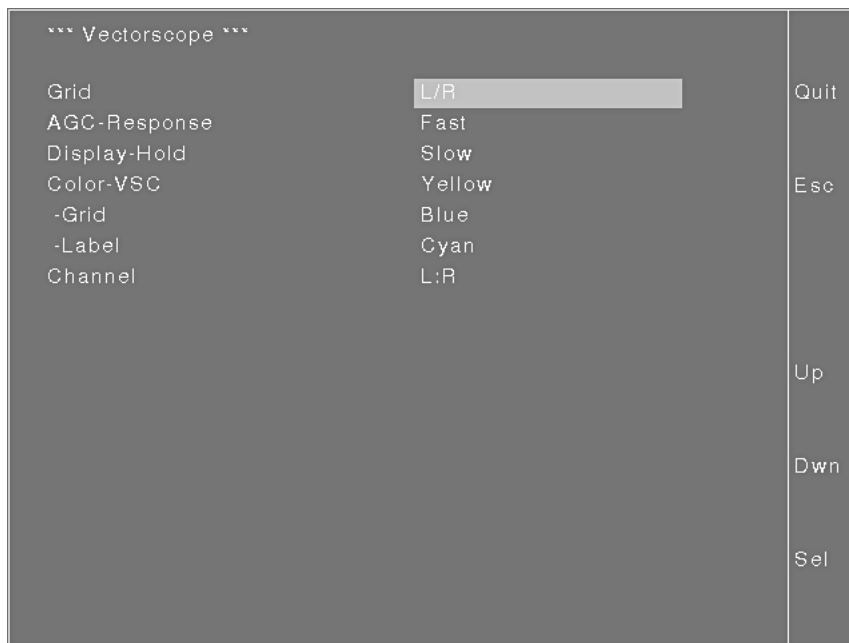 *** Vectorscope ***
Grid L/R
AGC-Response Fast
Display-Hold Slow
Color-VSC Yellow
-Grid Blue
-Label Cyan
Channel L:R
Quit
Esc
Up
Dwn
Sel